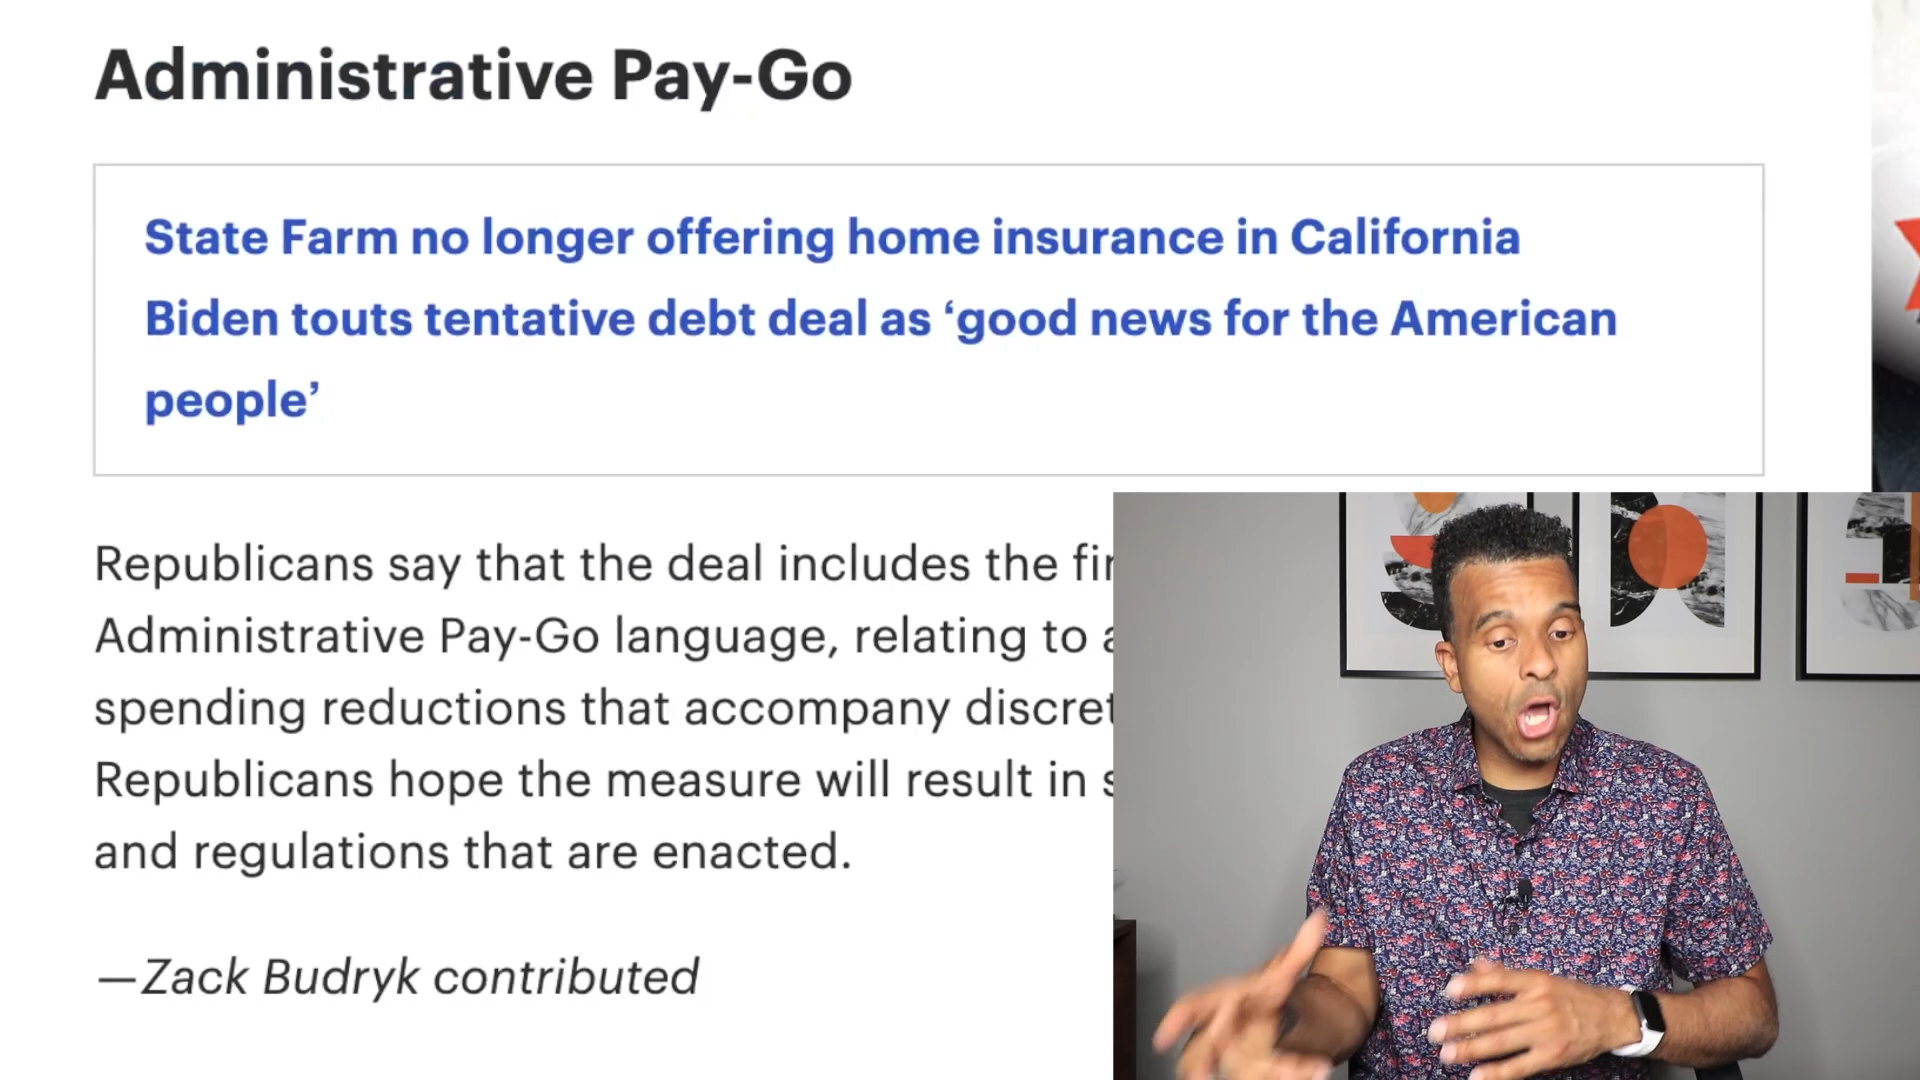 Administrative Pay-Go
State Farm no longer offering home insurance in California
Biden touts tentative debt deal as ‘good news for the American
people’
Republicans say that the deal includes the
Administrative Pay-Go language, relating to
spending reductions that accompany
Republicans hope the measure will result in
and regulations that are enacted.
—Zack Budryk contributed